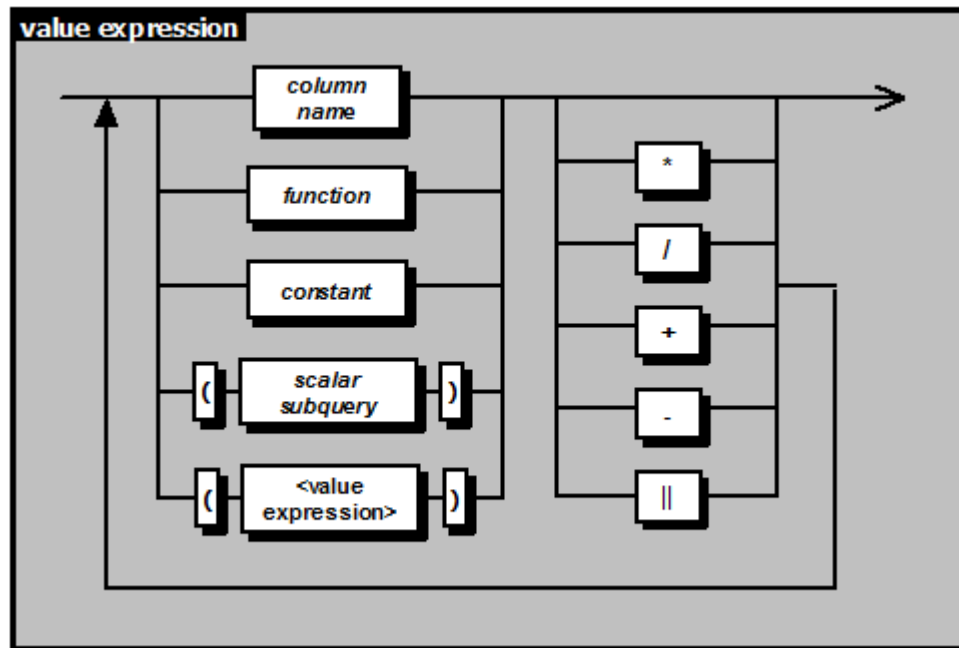 value expression
column
name
function
constant
( scalar
subquery )
( <value
expression> )
*
/
+
-
||